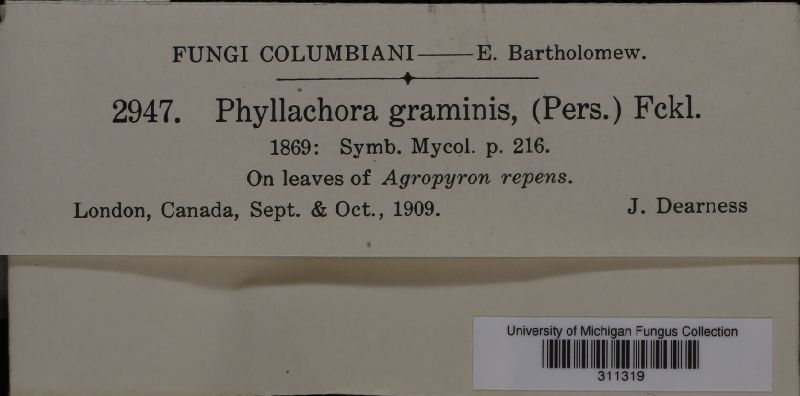 FUNGI COLUMBIANI—E. Bartholomew.
2947. Phyllachora graminis, (Pers.) Fckl.
1869: Symb. Mycol. p. 216.
On leaves of Agropyron repens.
London, Canada, Sept. & Oct., 1909. J. Dearness
University of Michigan Fungus Collection
311319